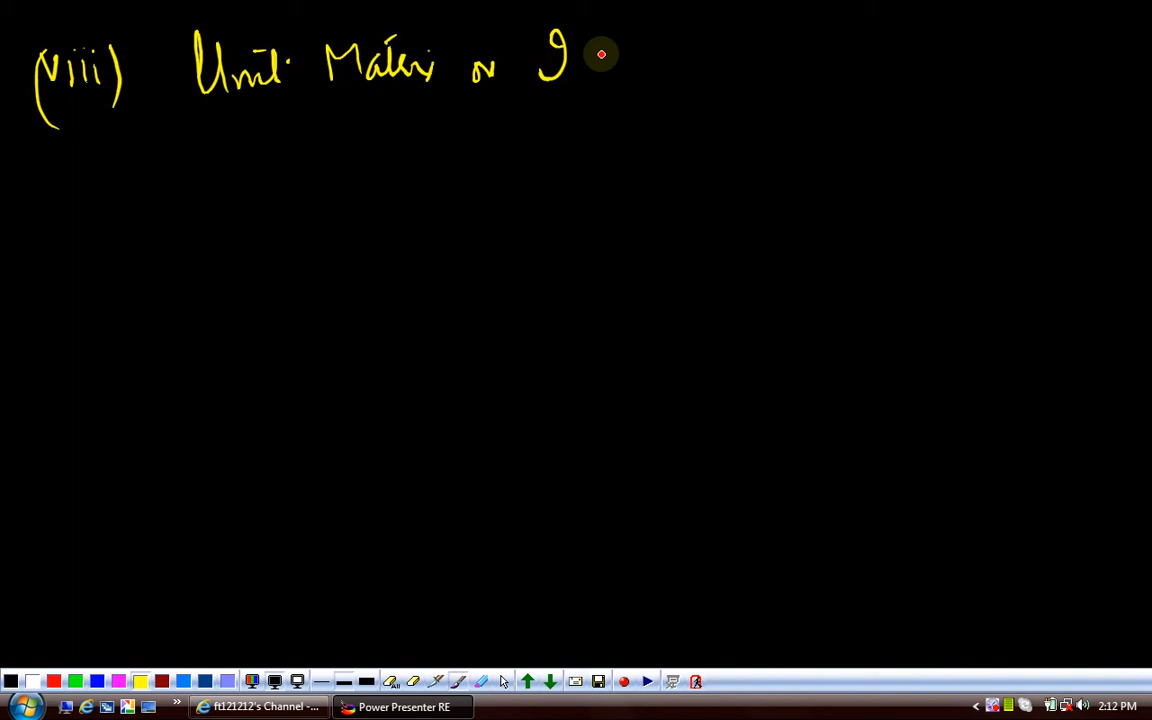 (viii) Unit Matrix or I
ft121212's Channel -...
Power Presenter RE
2:12 PM